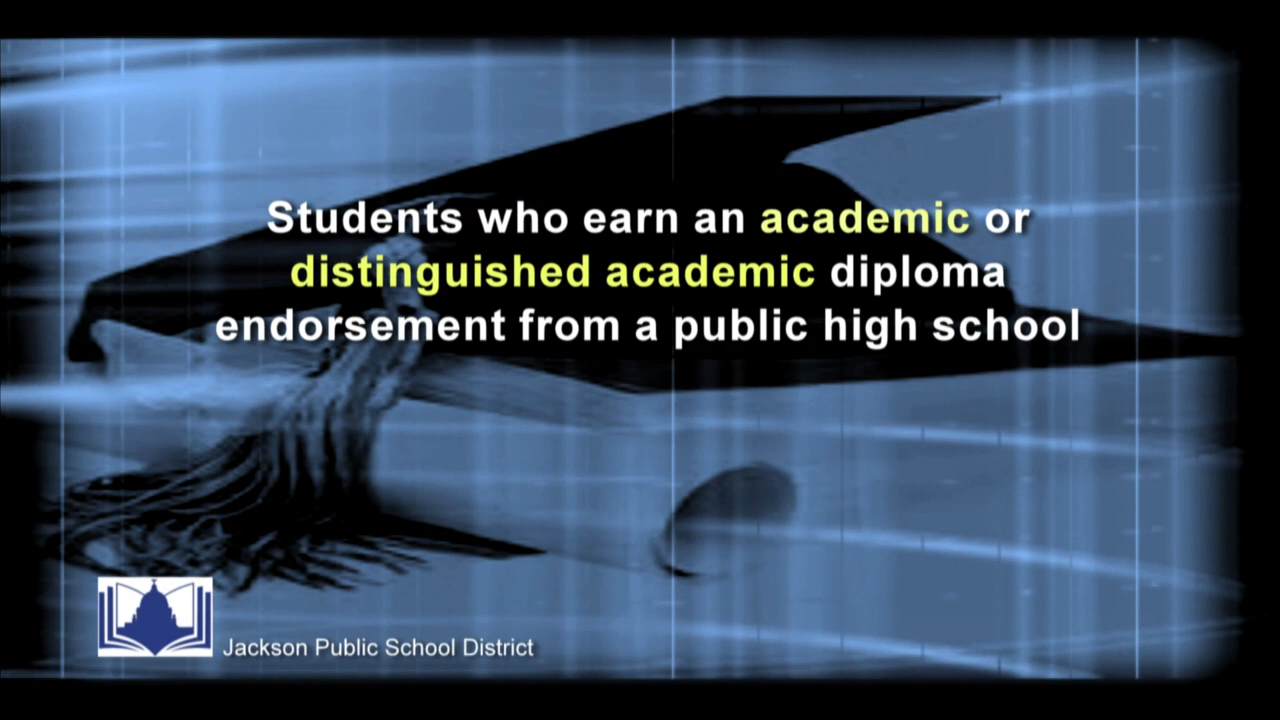 Students who earn an academic or
distinguished academic diploma
endorsement from a public high school
Jackson Public School District